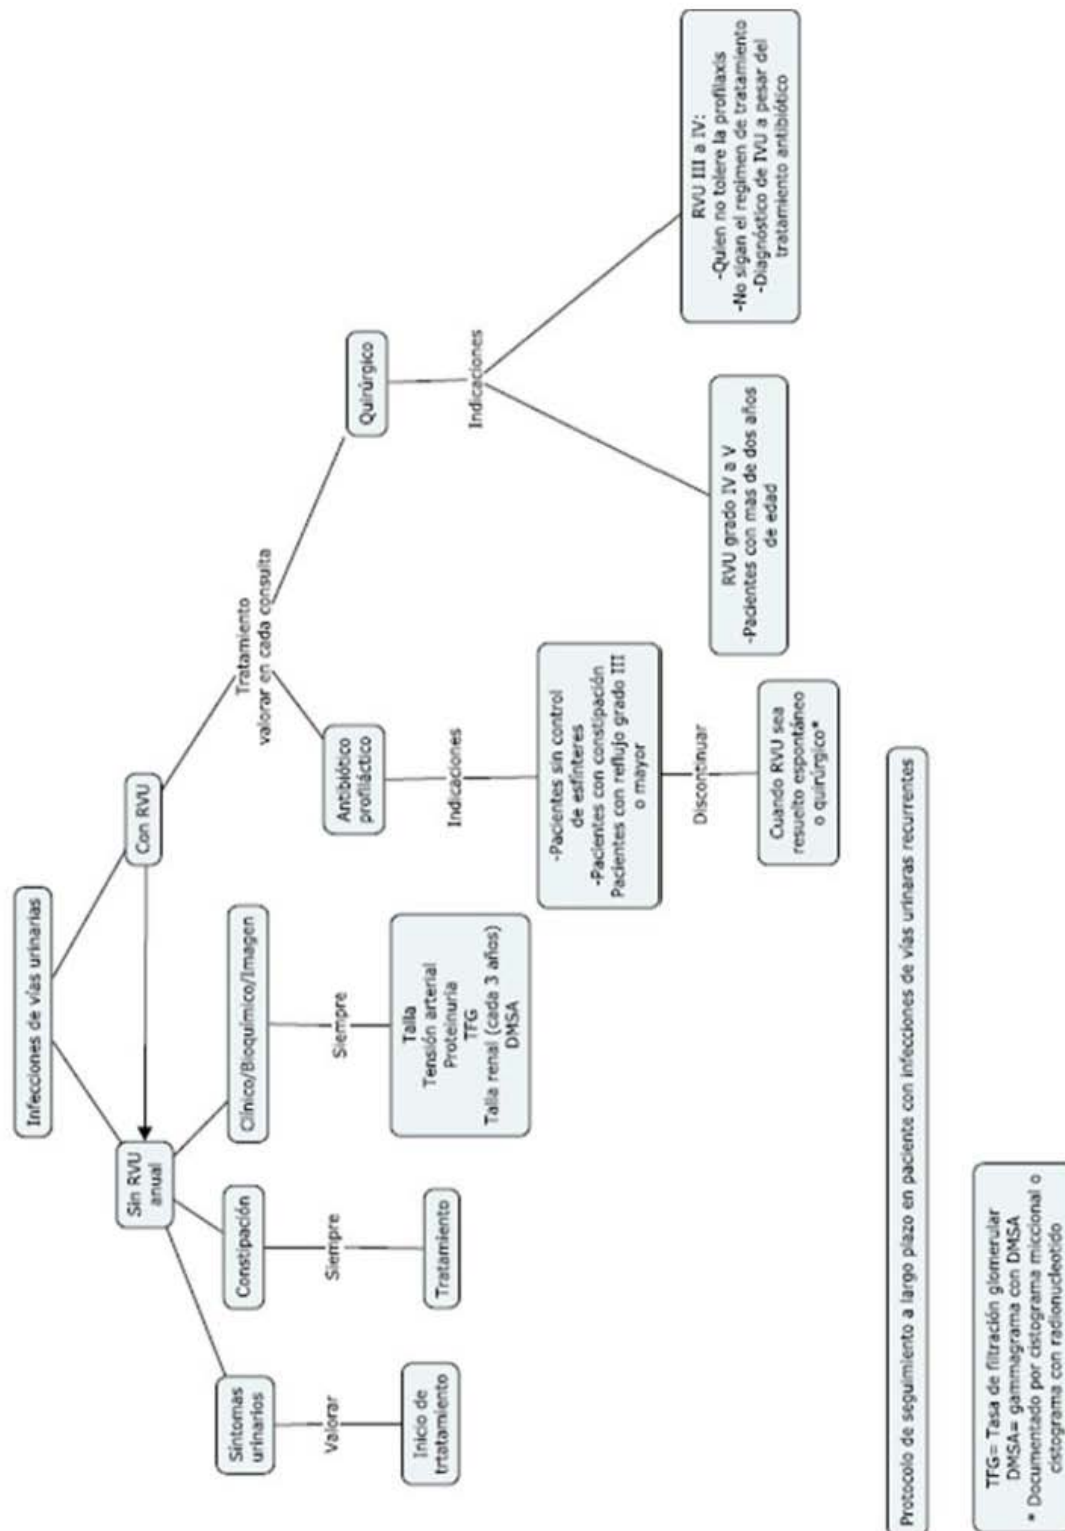 Infecciones de vías urinarias
Sin RVU
anual
Con RVU
Síntomas
urinarios
Constipación
Clínico/Bioquímico/Imagen
Valorar
Siempre
Siempre
Inicio de
trtatamiento
Tratamiento
Talla
Tensión arterial
Proteinuria
TFG
Talla renal (cada 3 años)
DMSA
Tratamiento
valorar en cada consulta
Antibiótico
profiláctico
Quirúrgico
Indicaciones
Indicaciones
-Pacientes sin control
de esfínteres
-Pacientes con constipación
Pacientes con reflujo grado III
o mayor
Discontinuar
Cuando RVU sea
resuelto espontáneo
o quirúrgico*
RVU grado IV a V
-Pacientes con mas de dos años
de edad
RVU III a IV:
-Quien no tolere la profilaxis
-No sigan el regimen de tratamiento
-Diagnóstico de IVU a pesar del
tratamiento antibiótico
Protocolo de seguimiento a largo plazo en paciente con infecciones de vías urinaras recurrentes
TFG= Tasa de filtración glomerular
DMSA= gammagrama con DMSA
* Documentado por cistograma miccional o
cistograma con radionucleotido